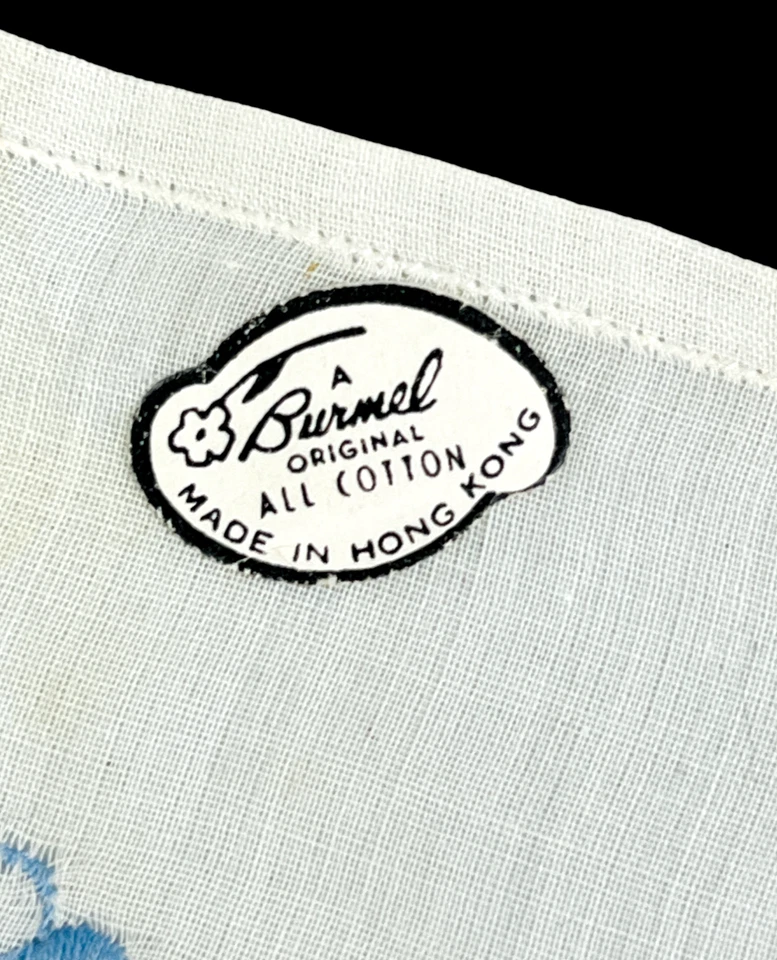 A
Burmel
ORIGINAL
ALL COTTON
MADE IN HONG KONG